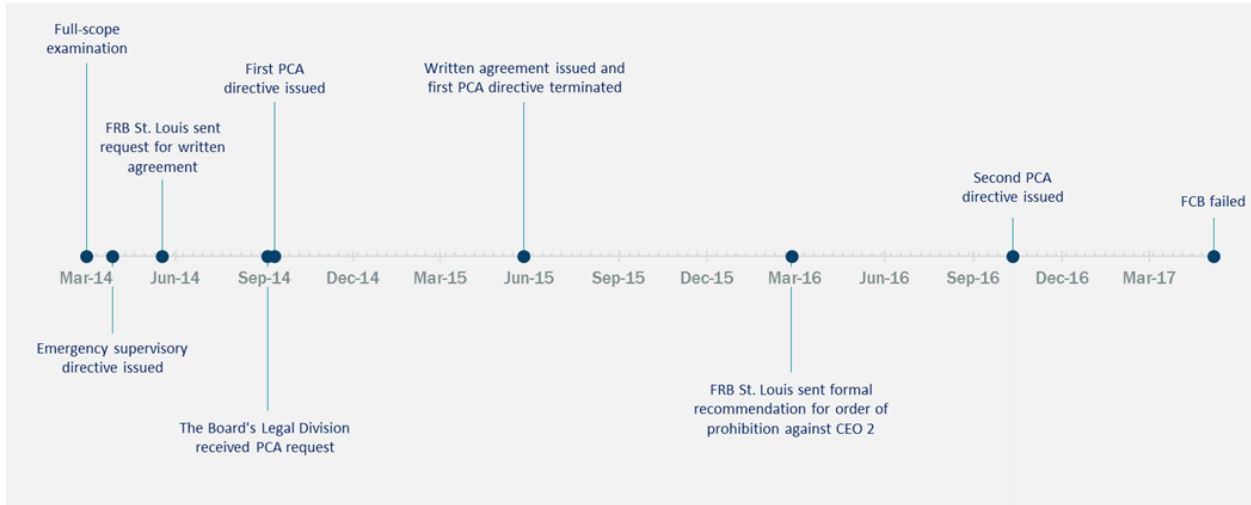 Full-scope
examination
First PCA
directive issued
Written agreement issued and
first PCA directive terminated
FRB St. Louis sent
request for written
agreement
Second PCA
directive issued
FCB failed
Mar-14 Jun-14 Sep-14 Dec-14 Mar-15 Jun-15 Sep-15 Dec-15 Mar-16 Jun-16 Sep-16 Dec-16 Mar-17
Emergency supervisory
directive issued
The Board's Legal Division
received PCA request
FRB St. Louis sent formal
recommendation for order of
prohibition against CEO 2